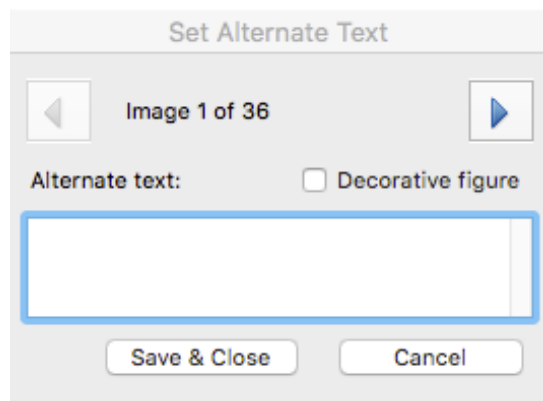 Set Alternate Text
Image 1 of 36
Alternate text: Decorative figure
Save & Close Cancel